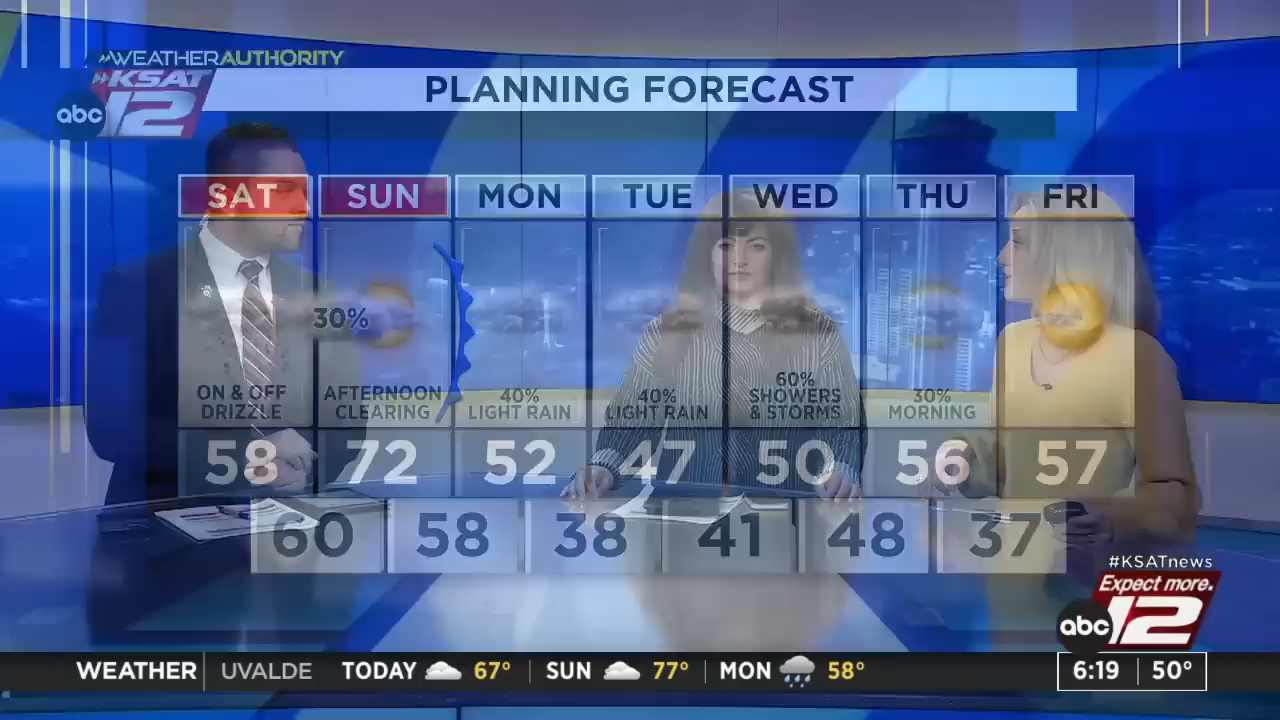 WEATHERAUTHORITY
KSAT
abc 12
PLANNING FORECAST
SAT SUN MON TUE WED THU FRI
30%
ON & OFF
DRIZZLE
AFTERNOON
CLEARING
40%
LIGHT RAIN
40%
LIGHT RAIN
60%
SHOWERS
& STORMS
30%
MORNING
58 72 52 47 50 56 57
60 58 38 41 48 37
#KSATnews
Expect more.
abc 12
WEATHER UVALDE TODAY 67° SUN 77° MON 58° 6:19 50°